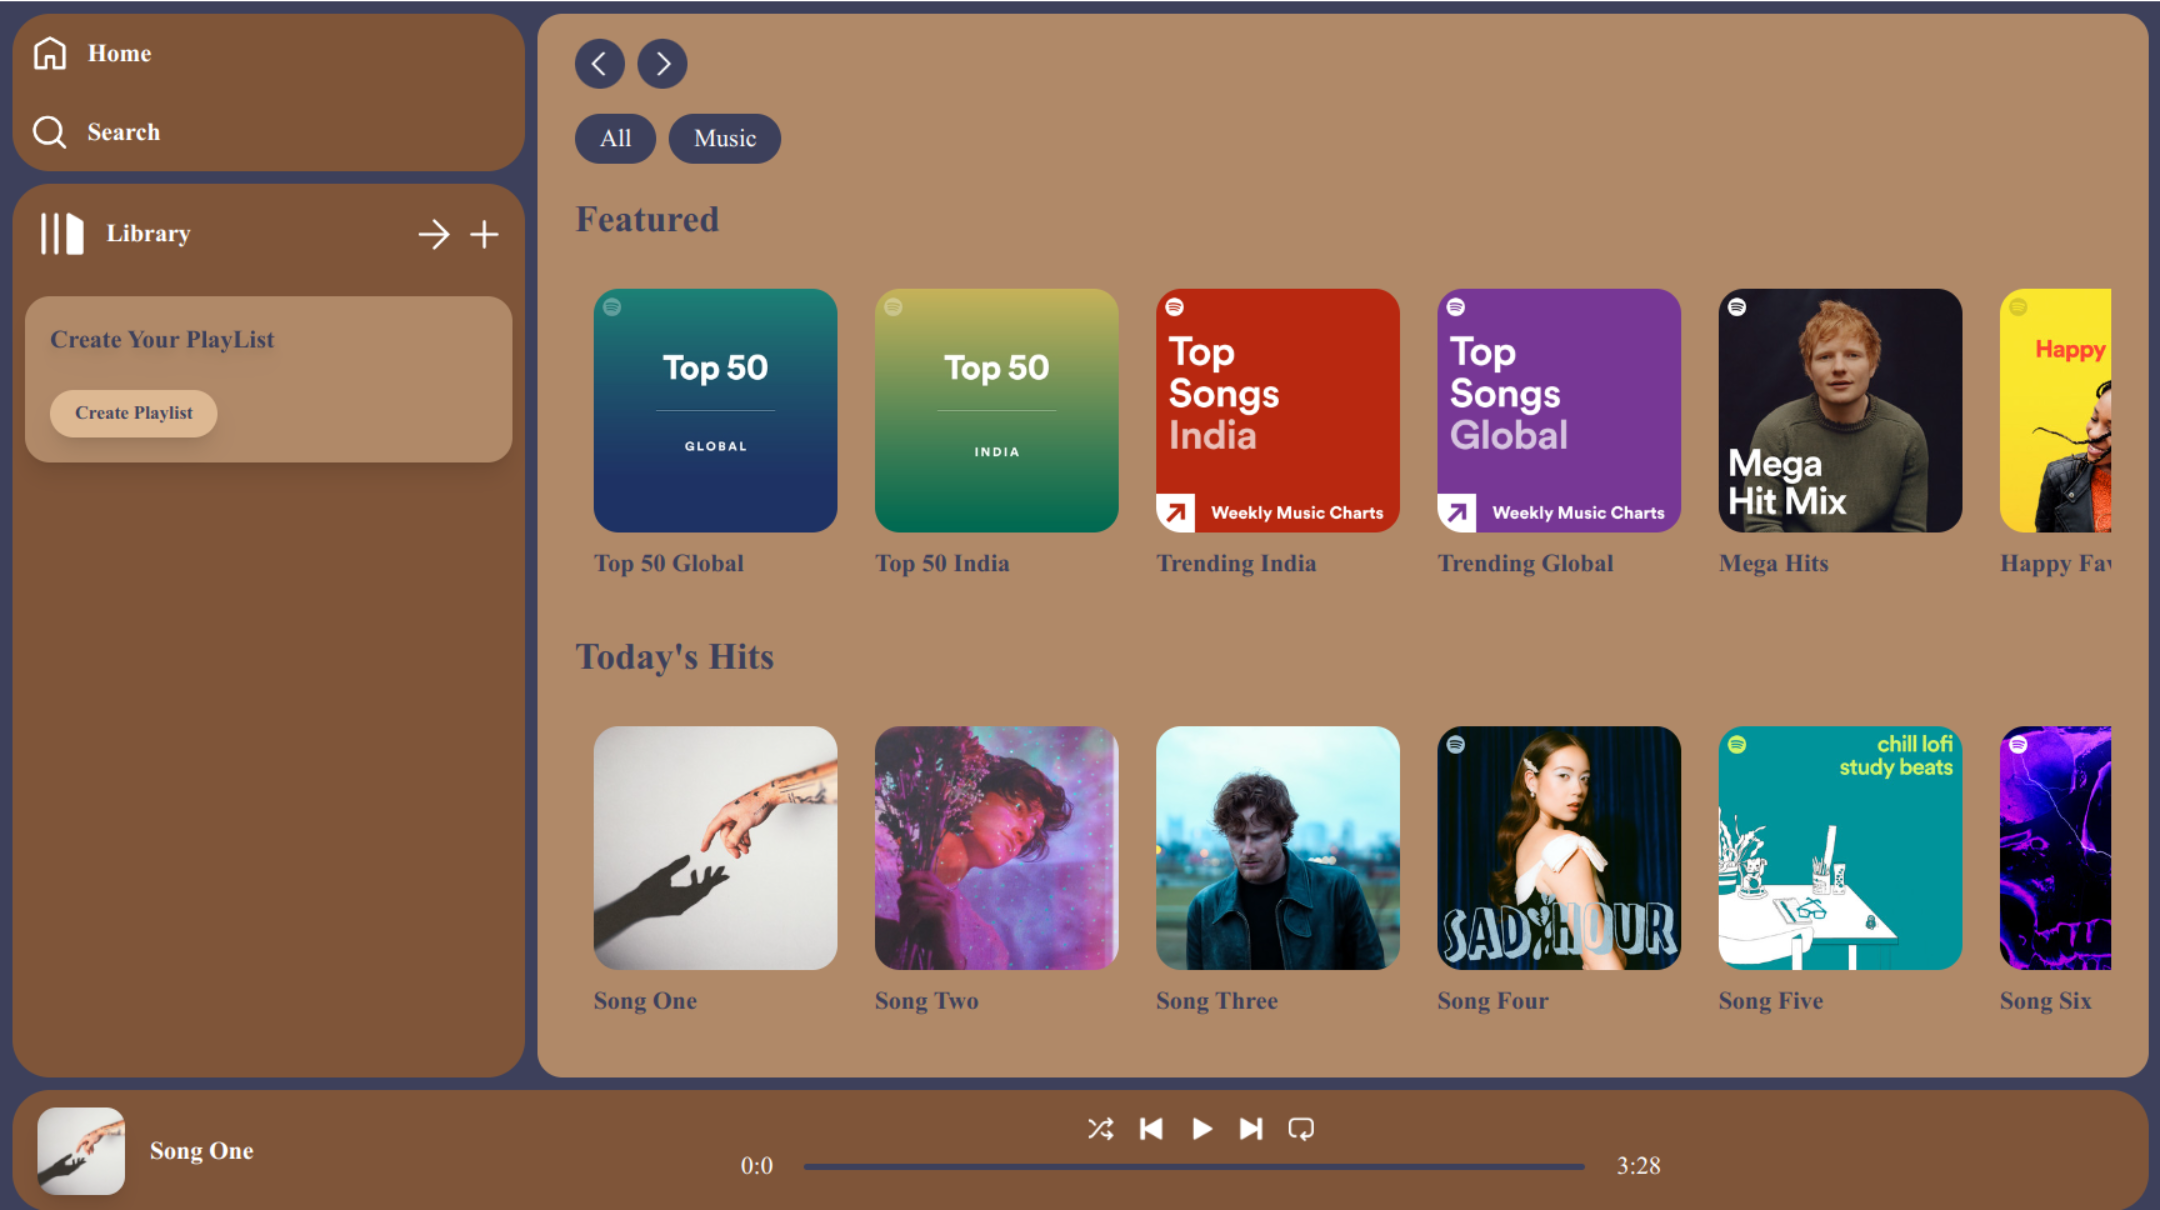 Home
Search
Library
Create Your PlayList
Create Playlist
All
Music
Featured
Top 50
GLOBAL
Top 50 Global
Top 50
INDIA
Top 50 India
Top
Songs
India
Weekly Music Charts
Trending India
Top
Songs
Global
Weekly Music Charts
Trending Global
Mega
Hit Mix
Mega Hits
Happy
Happy
Today's Hits
Song One
Song Two
Song Three
SAD HOUR
Song Four
chill lofi
study beats
Song Five
Song Six
Song One
0:0
3:28